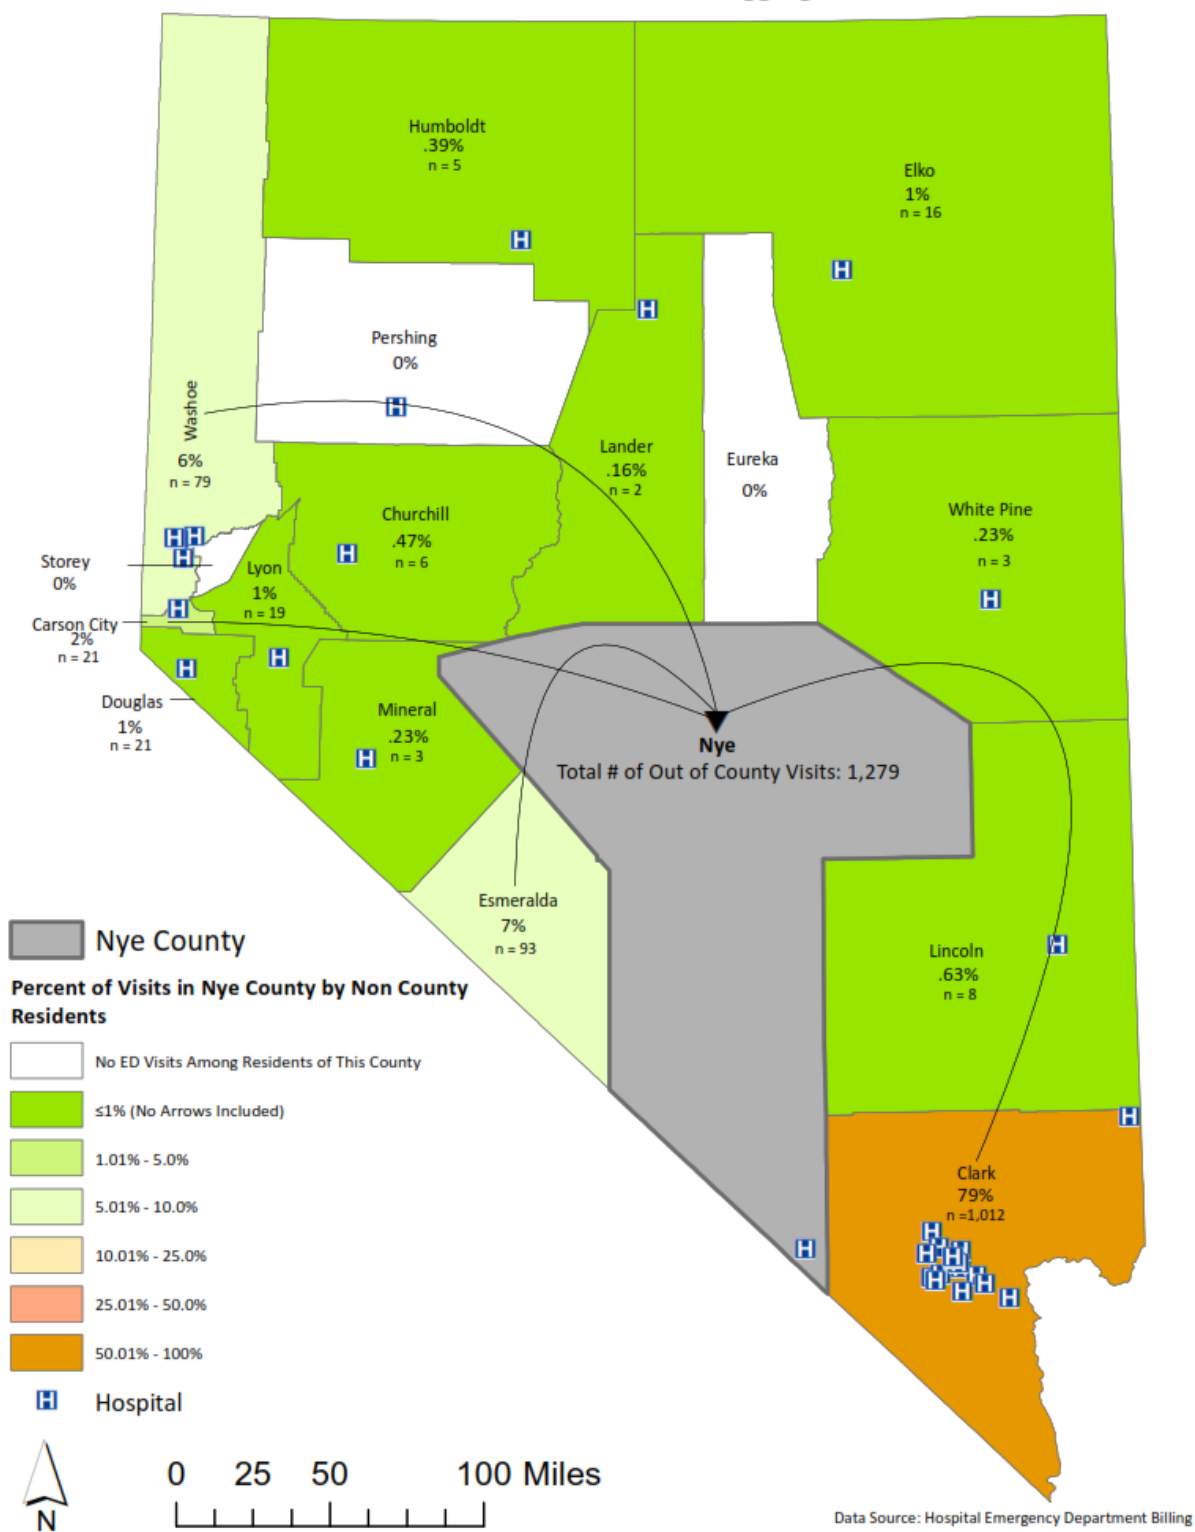 Humboldt
.39%
n = 5
Elko
1%
n = 16
H
H
H
Pershing
0%
H
Washoe
6%
n = 79
Lander
.16%
n = 2
Eureka
0%
White Pine
.23%
n = 3
H
Churchill
.47%
n = 6
H
H H
H
Storey
0%
Lyon
1%
n = 19
H
Carson City
2%
n = 21
H
H
Douglas
1%
n = 21
Mineral
.23%
n = 3
H
Nye
Total # of Out of County Visits: 1,279
Esmeralda
7%
n = 93
Lincoln
.63%
n = 8
H
H
Clark
79%
n =1,012
H
H
H
H
H
H
H
H
Nye County
Percent of Visits in Nye County by Non County
Residents
No ED Visits Among Residents of This County
≤1% (No Arrows Included)
1.01% - 5.0%
5.01% - 10.0%
10.01% - 25.0%
25.01% - 50.0%
50.01% - 100%
H Hospital
N
0 25 50 100 Miles
Data Source: Hospital Emergency Department Billing